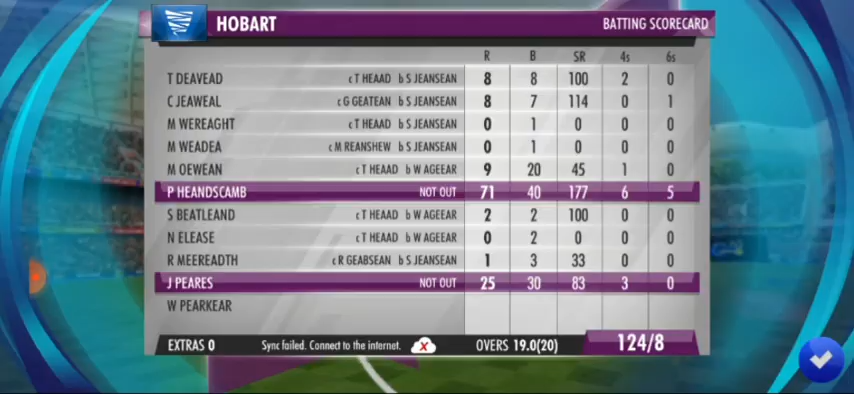 HOBART BATTING SCORECARD
R B SR 4s 6s
T DEAVEAD c T HEAAD b S JEANSEAN 8 8 100 2 0
C JEAWEAL c G GEATEAN b S JEANSEAN 8 7 114 0 1
M WEREAGHT c T HEAAD b S JEANSEAN 0 1 0 0 0
M WEADEA c M REANSHEW b S JEANSEAN 0 1 0 0 0
M OEWEAN c T HEAAD b W AGEEAR 9 20 45 1 0
P HEANDSCAMB NOT OUT 71 40 177 6 5
S BEATLEAND c T HEAAD b W AGEEAR 2 2 100 0 0
N ELEASE c T HEAAD b W AGEEAR 0 2 0 0 0
R MEEREADTH c R GEABSEAN b S JEANSEAN 1 3 33 0 0
J PEARES NOT OUT 25 30 83 3 0
W PEARKEAR
EXTRAS 0 Sync failed. Connect to the internet. X OVERS 19.0(20) 124/8